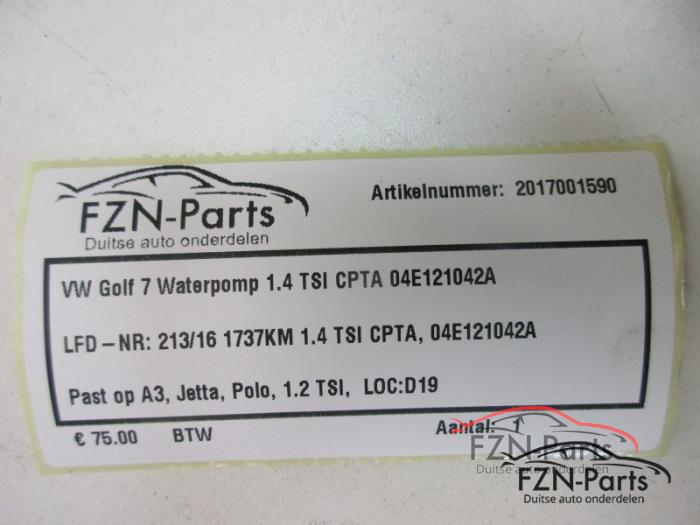 FZN-Parts
Duitse auto onderdelen
Artikelnummer: 2017001590
VW Golf 7 Waterpomp 1.4 TSI CPTA 04E121042A
LFD-NR: 213/16 1737KM 1.4 TSI CPTA, 04E121042A
Past op A3, Jetta, Polo, 1.2 TSI, LOC:D19
€ 75.00 BTW Aantal: 1
FZN-Parts
Duitse auto onderdelen
FZN-Parts
Duitse auto onderdelen